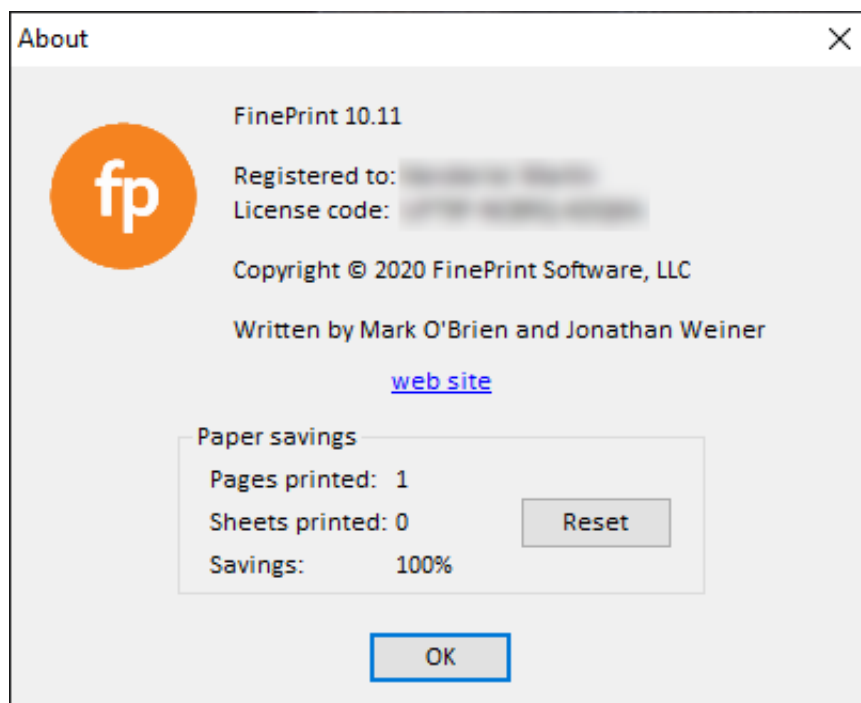 About
FinePrint 10.11
fp
Registered to:
License code:
Copyright © 2020 FinePrint Software, LLC
Written by Mark O'Brien and Jonathan Weiner
web site
Paper savings
Pages printed: 1
Sheets printed: 0
Reset
Savings: 100%
OK